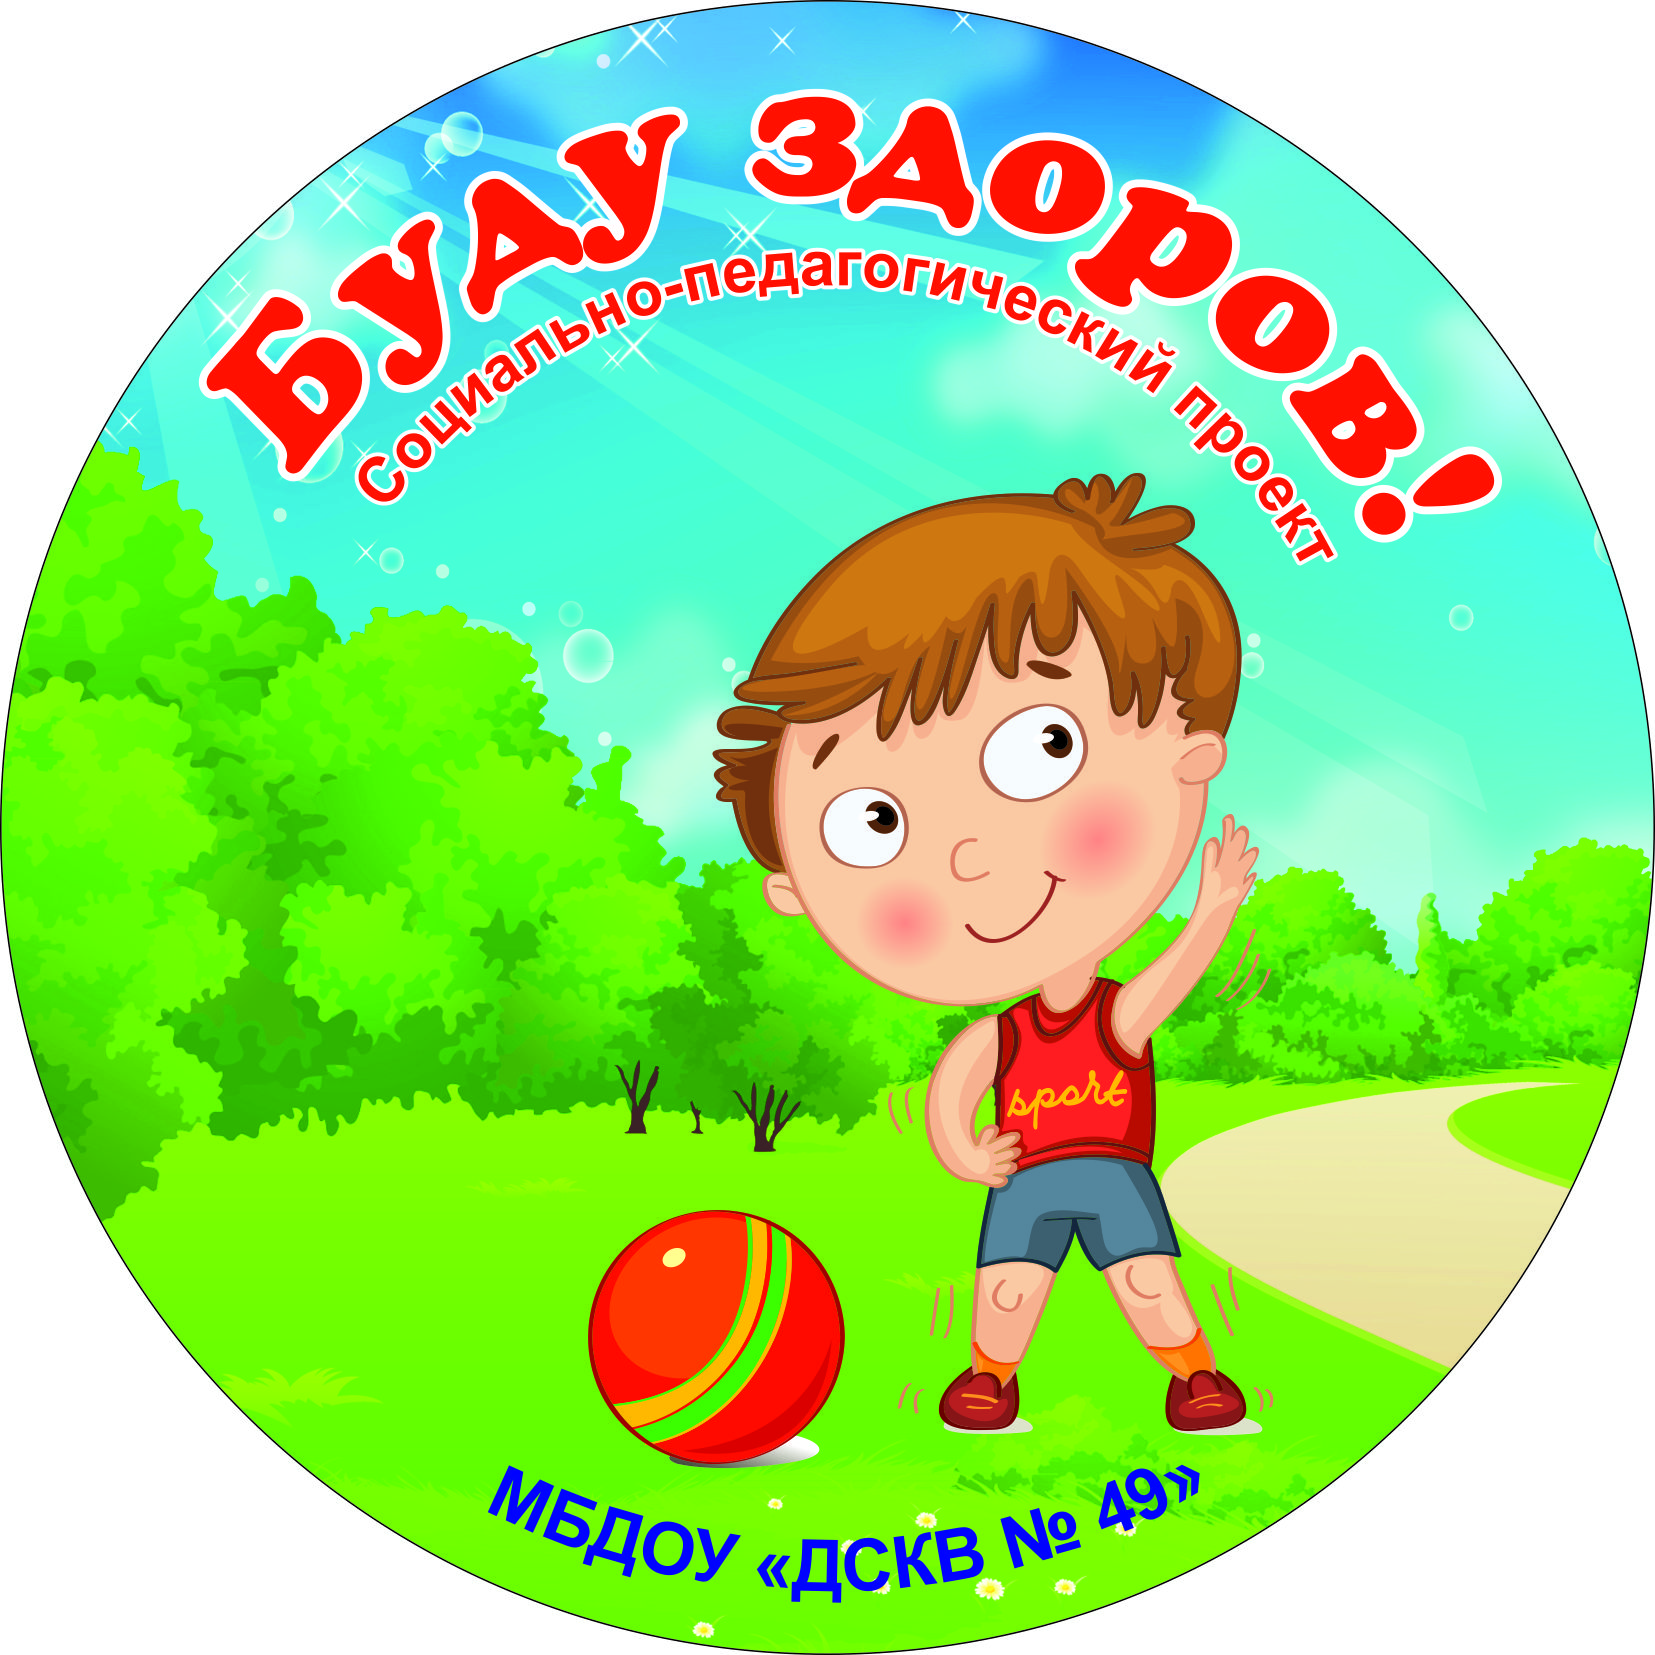 Буду здоров!
Социально-педагогический проект
sport
МБДОУ «ДСКВ № 49»